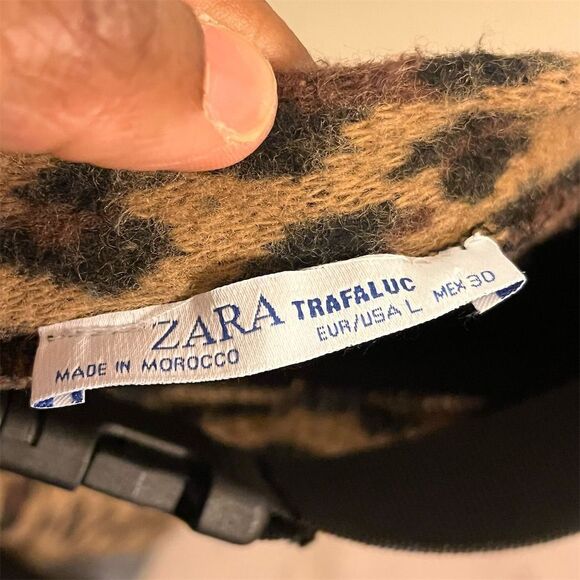 ZARA TRAFALUC
MADE IN MOROCCO EUR/USA L MEX 30